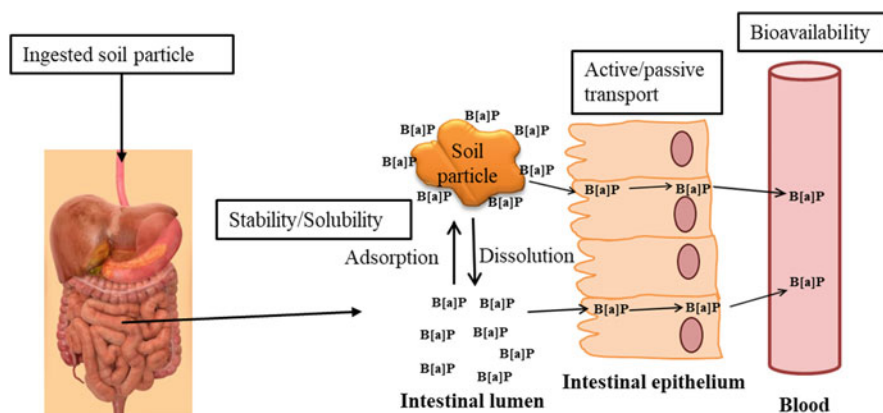 Bioavailability
Ingested soil particle
Active/passive
transport
B[a]P
B[a]P
B[a]P
B[a]P
B[a]P
Soil
particle
B[a]P
B[a]P
B[a]P
B[a]P
B[a]P
B[a]P
B[a]P
Stability/Solubility
Adsorption
Dissolution
B[a]P
B[a]P B[a]P
B[a]P B[a]P
B[a]P B[a]P
B[a]P
B[a]P
B[a]P
B[a]P
Intestinal lumen
Intestinal epithelium
Blood